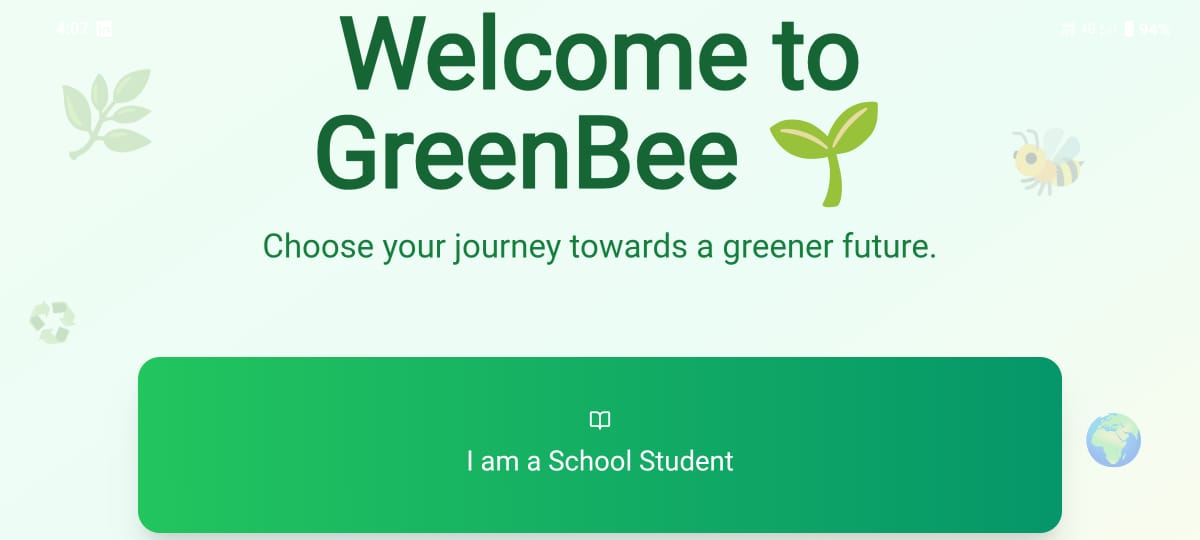 4:07
94%
Welcome to
GreenBee
Choose your journey towards a greener future.
I am a School Student